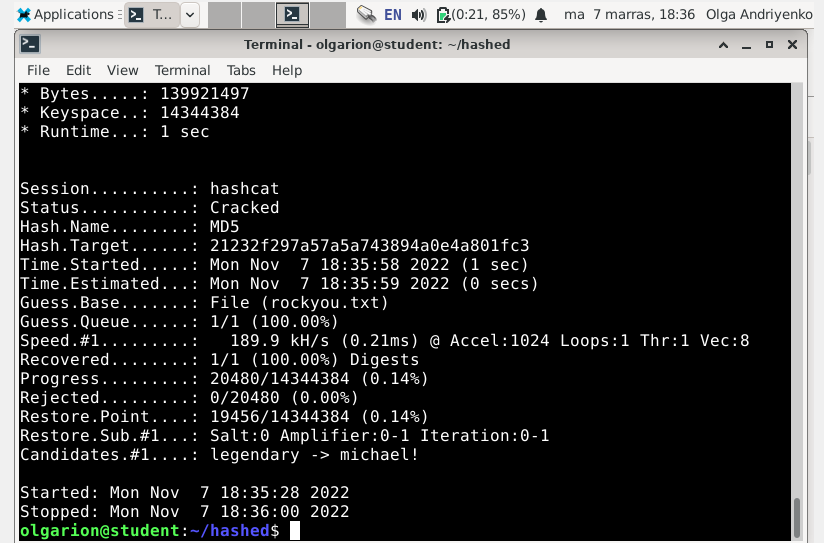 Applications T... EN (0:21, 85%) ma 7 marras, 18:36 Olga Andriyenko
Terminal - olgarion@student: ~/hashed
File Edit View Terminal Tabs Help
* Bytes.....: 139921497
* Keyspace..: 14344384
* Runtime...: 1 sec
Session..........: hashcat
Status...........: Cracked
Hash.Name........: MD5
Hash.Target......: 21232f297a57a5a743894a0e4a801fc3
Time.Started.....: Mon Nov  7 18:35:58 2022 (1 sec)
Time.Estimated...: Mon Nov  7 18:35:59 2022 (0 secs)
Guess.Base.......: File (rockyou.txt)
Guess.Queue......: 1/1 (100.00%)
Speed.#1.........:   189.9 kH/s (0.21ms) @ Accel:1024 Loops:1 Thr:1 Vec:8
Recovered........: 1/1 (100.00%) Digests
Progress.........: 20480/14344384 (0.14%)
Rejected.........: 0/20480 (0.00%)
Restore.Point....: 19456/14344384 (0.14%)
Restore.Sub.#1...: Salt:0 Amplifier:0-1 Iteration:0-1
Candidates.#1....: legendary -> michael!
Started: Mon Nov  7 18:35:28 2022
Stopped: Mon Nov  7 18:36:00 2022
olgarion@student:~/hashed$